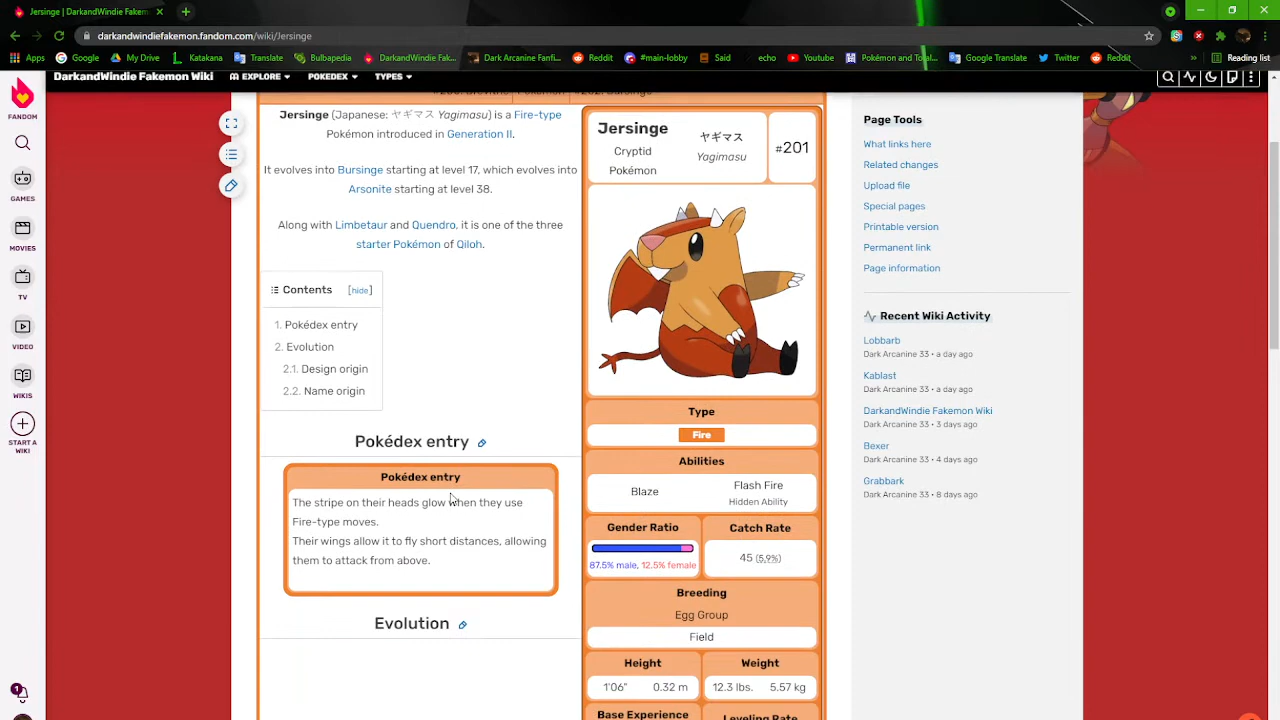 Jersinge | DarkandWindie Fakem
darkandwindiefakemon.fandom.com/wiki/Jersinge
Apps
Google
My Drive
Katakana
Translate
Bulbapedia
DarkandWindie Fak...
Dark Arcanine Fanfi...
Reddit
#main-lobby
Said
echo
Youtube
Pokémon and Total...
Google Translate
Twitter
Reddit
»
Reading list
DarkandWindie Fakemon Wiki
EXPLORE
POKEDEX
TYPES
FANDOM
GAMES
MOVIES
TV
VIDEO
WIKIS
START A
WIKI
1
Jersinge (Japanese: ヤギマス Yagimasu) is a Fire-type
Pokémon introduced in Generation II.
It evolves into Bursinge starting at level 17, which evolves into
Arsonite starting at level 38.
Along with Limbetaur and Quendro, it is one of the three
starter Pokémon of Qiloh.
Contents [hide]
1. Pokédex entry
2. Evolution
2.1. Design origin
2.2. Name origin
Pokédex entry
Pokédex entry
The stripe on their heads glow when they use
Fire-type moves.
Their wings allow it to fly short distances, allowing
them to attack from above.
Evolution
Jersinge
Cryptid
Pokémon
ヤギマス
Yagimasu
#201
Type
Fire
Abilities
Blaze
Flash Fire
Hidden Ability
Gender Ratio
87.5% male, 12.5% female
Catch Rate
45 (5.9%)
Breeding
Egg Group
Field
Height
1'06" 0.32 m
Weight
12.3 lbs. 5.57 kg
Base Experience
Leveling Rate
Page Tools
What links here
Related changes
Upload file
Special pages
Printable version
Permanent link
Page information
Recent Wiki Activity
Lobbarb
Dark Arcanine 33 • a day ago
Kablast
Dark Arcanine 33 • a day ago
DarkandWindie Fakemon Wiki
Dark Arcanine 33 • 3 days ago
Bexer
Dark Arcanine 33 • 4 days ago
Grabbark
Dark Arcanine 33 • 8 days ago